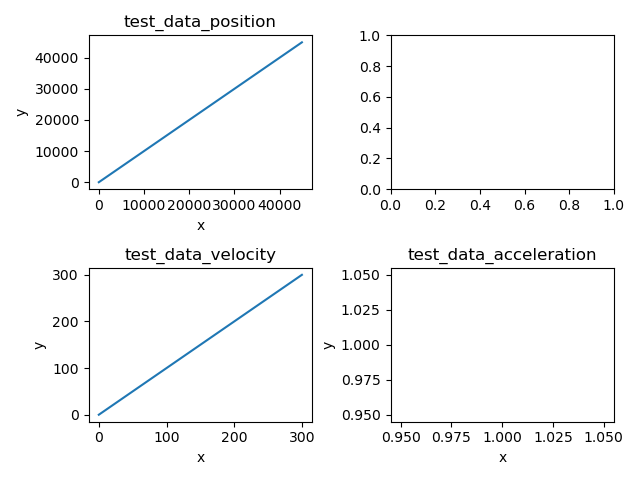 test_data_position
y
40000
30000
20000
10000
0
0 10000 20000 30000 40000
x
1.0
0.8
0.6
0.4
0.2
0.0
0.0 0.2 0.4 0.6 0.8 1.0
test_data_velocity
y
300
200
100
0
0 100 200 300
x
test_data_acceleration
y
1.050
1.025
1.000
0.975
0.950
0.950 0.975 1.000 1.025 1.050
x